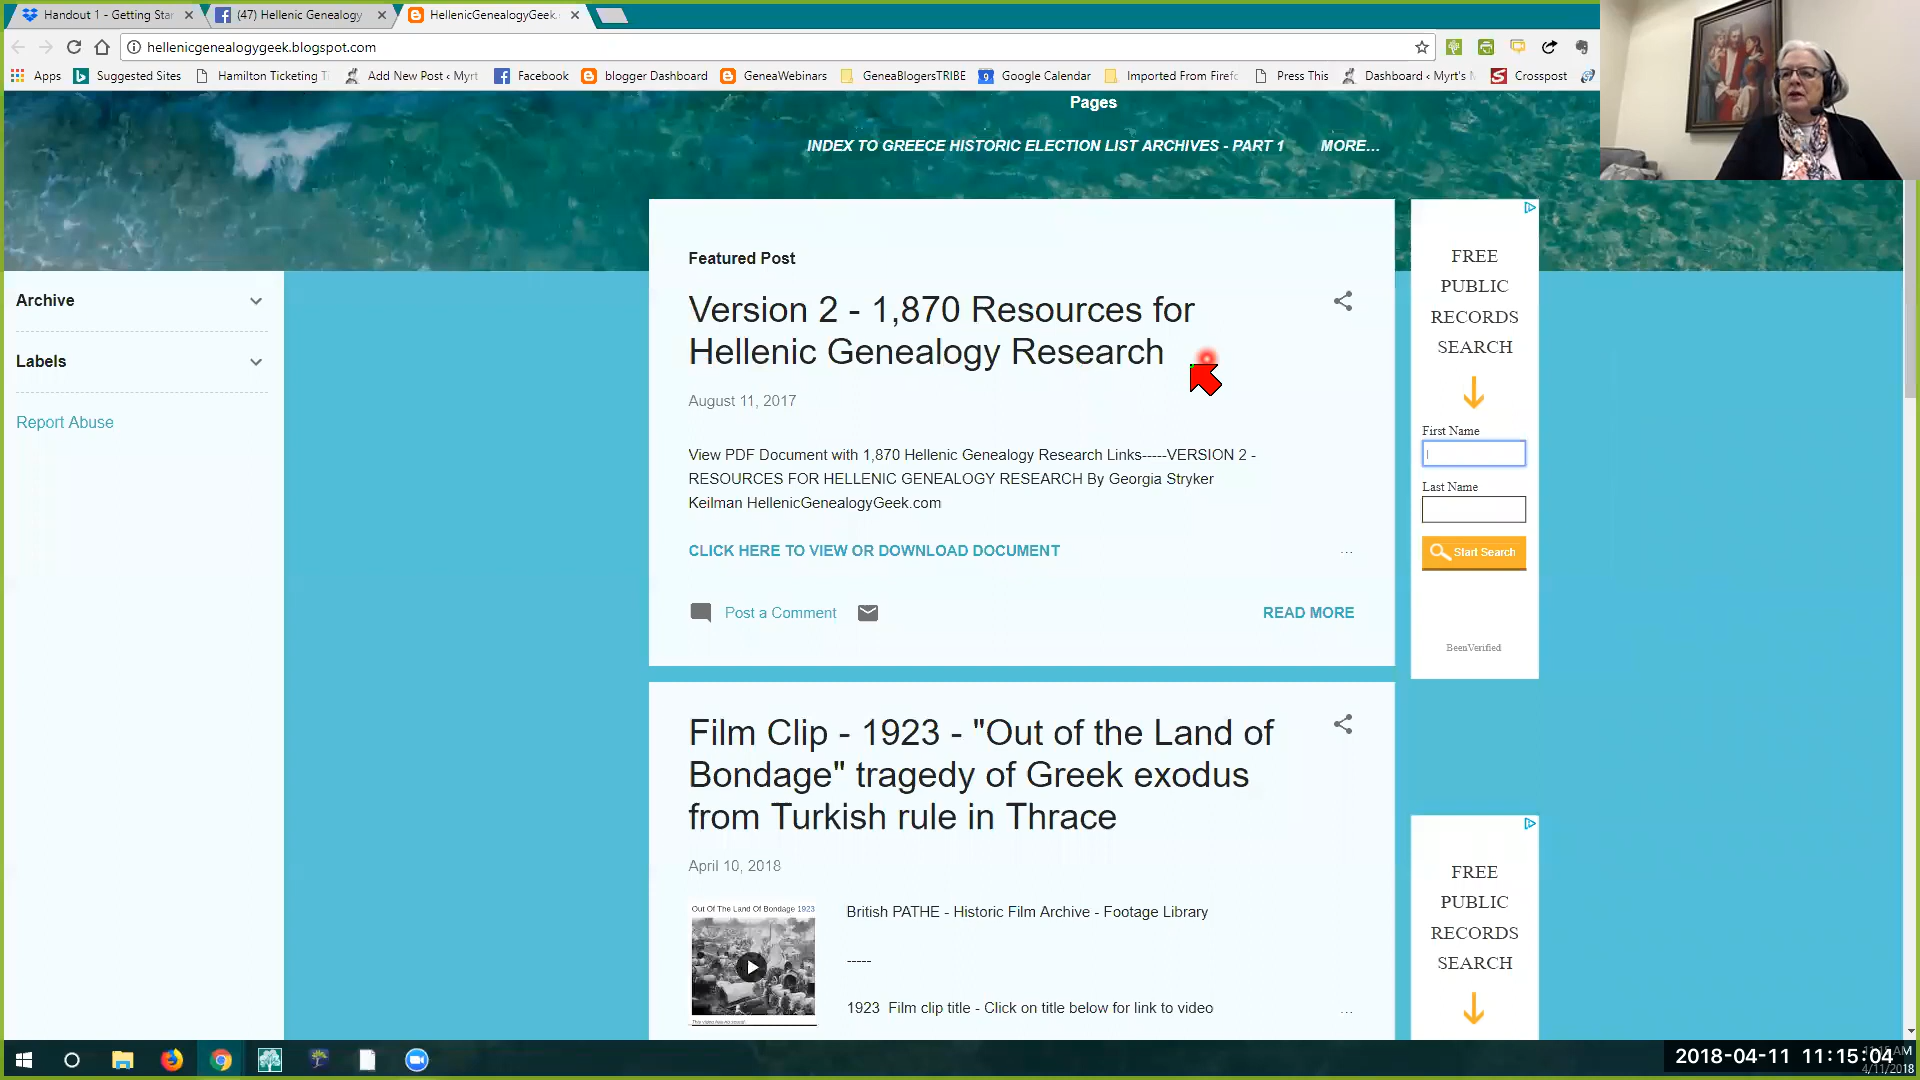 Handout 1 - Getting Star
(47) Hellenic Genealogy
HellenicGenealogyGeek.
hellenicgenealogygeek.blogspot.com
Apps
Suggested Sites
Hamilton Ticketing Ti
Add New Post ‹ Myrt
Facebook
blogger Dashboard
GeneaWebinars
GeneaBlogersTRIBE
Google Calendar
Imported From Firefo
Press This
Dashboard ‹ Myrt's M
Crosspost
Pages
INDEX TO GREECE HISTORIC ELECTION LIST ARCHIVES - PART 1
MORE...
Archive
Labels
Report Abuse
Featured Post
Version 2 - 1,870 Resources for
Hellenic Genealogy Research
August 11, 2017
View PDF Document with 1,870 Hellenic Genealogy Research Links-----VERSION 2 -
RESOURCES FOR HELLENIC GENEALOGY RESEARCH By Georgia Stryker
Keilman HellenicGenealogyGeek.com
CLICK HERE TO VIEW OR DOWNLOAD DOCUMENT
...
Post a Comment
READ MORE
Film Clip - 1923 - "Out of the Land of
Bondage" tragedy of Greek exodus
from Turkish rule in Thrace
April 10, 2018
Out Of The Land Of Bondage 1923
British PATHE - Historic Film Archive - Footage Library
-----
1923 Film clip title - Click on title below for link to video
...
FREE
PUBLIC
RECORDS
SEARCH
First Name
Last Name
Start Search
BeenVerified
FREE
PUBLIC
RECORDS
SEARCH
2018-04-11 11:15:04
4/11/2018